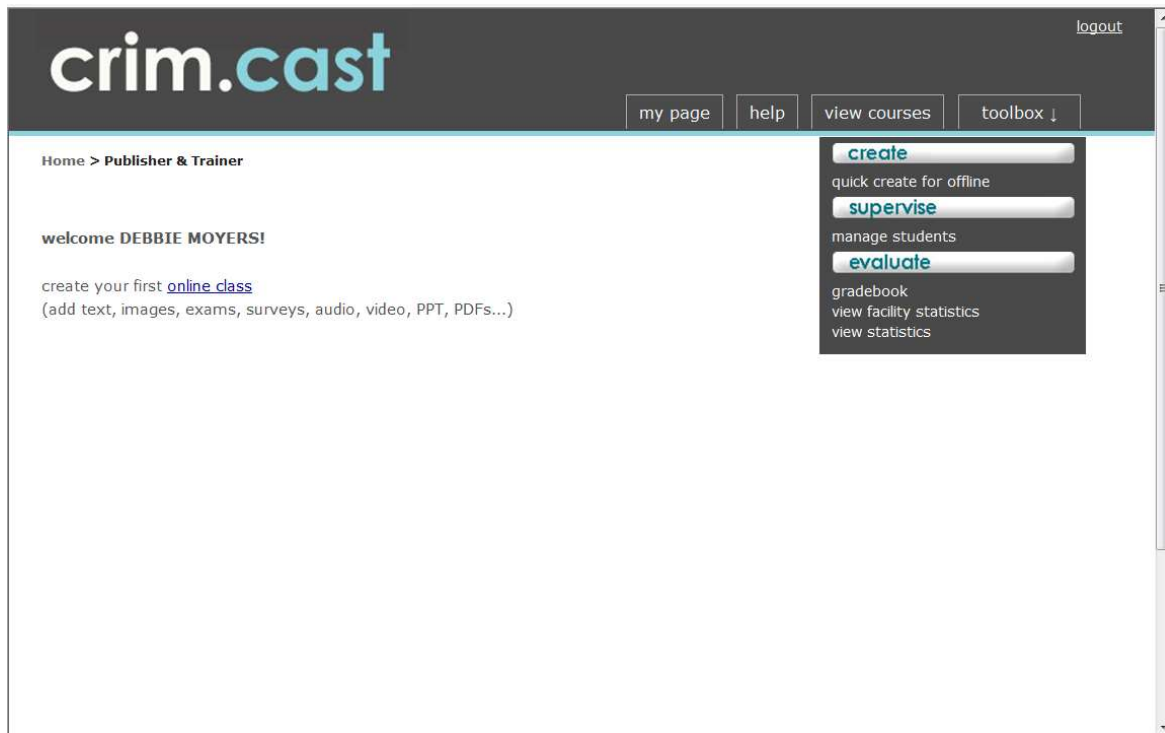 logout
crim.cast
my page help view courses toolbox ↓
Home > Publisher & Trainer
create
quick create for offline
supervise
manage students
evaluate
gradebook
view facility statistics
view statistics
welcome DEBBIE MOYERS!
create your first online class
(add text, images, exams, surveys, audio, video, PPT, PDFs...)